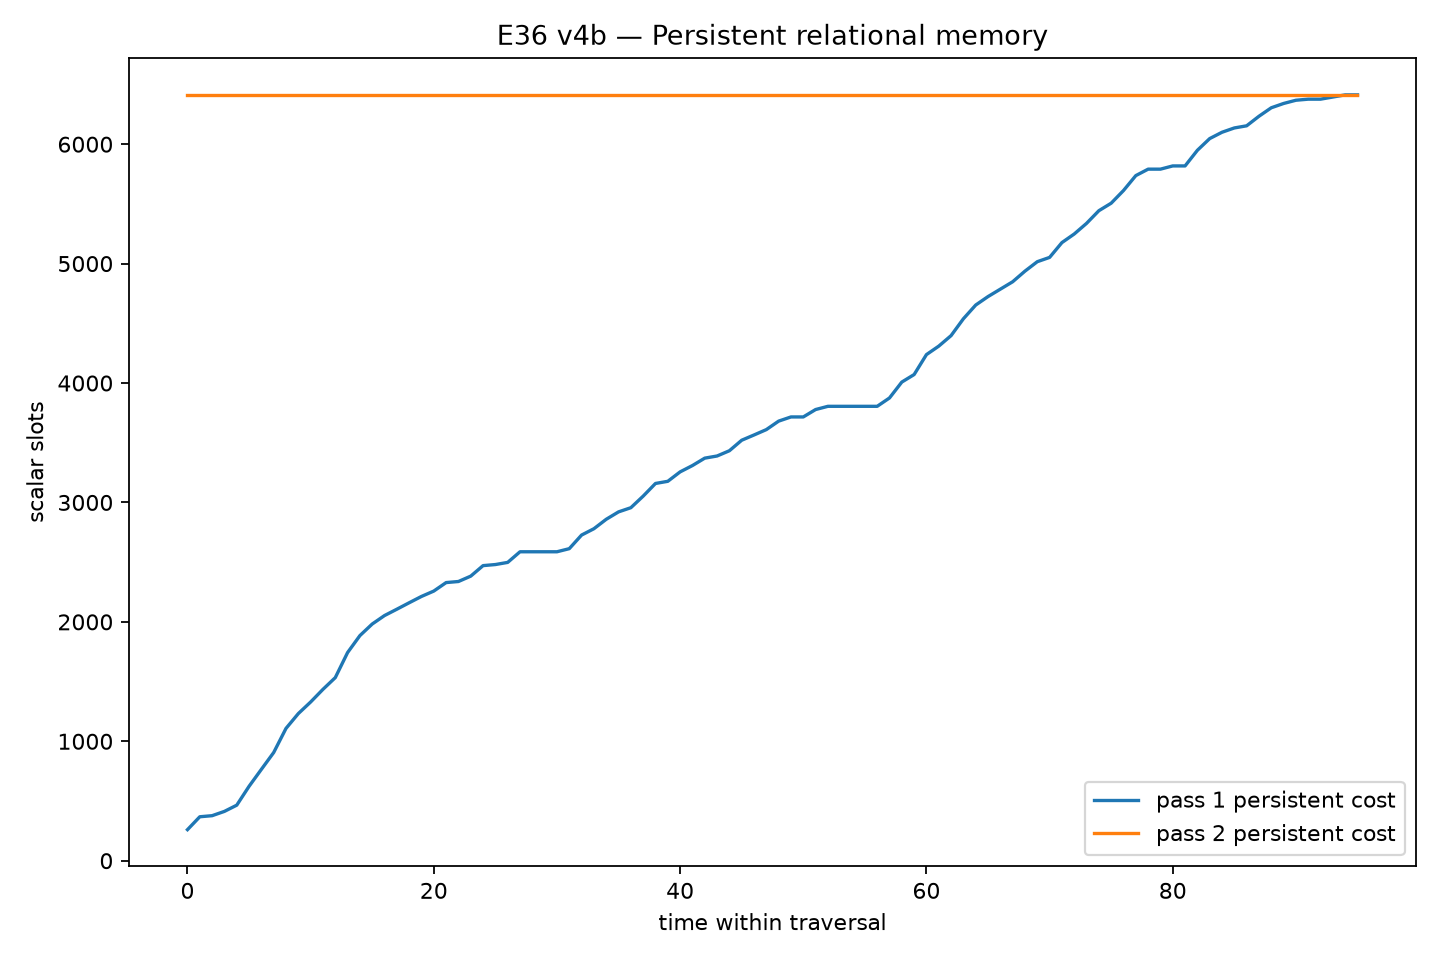 E36 v4b — Persistent relational memory
scalar slots
6000
5000
4000
3000
2000
1000
0
0 20 40 60 80
time within traversal
pass 1 persistent cost
pass 2 persistent cost